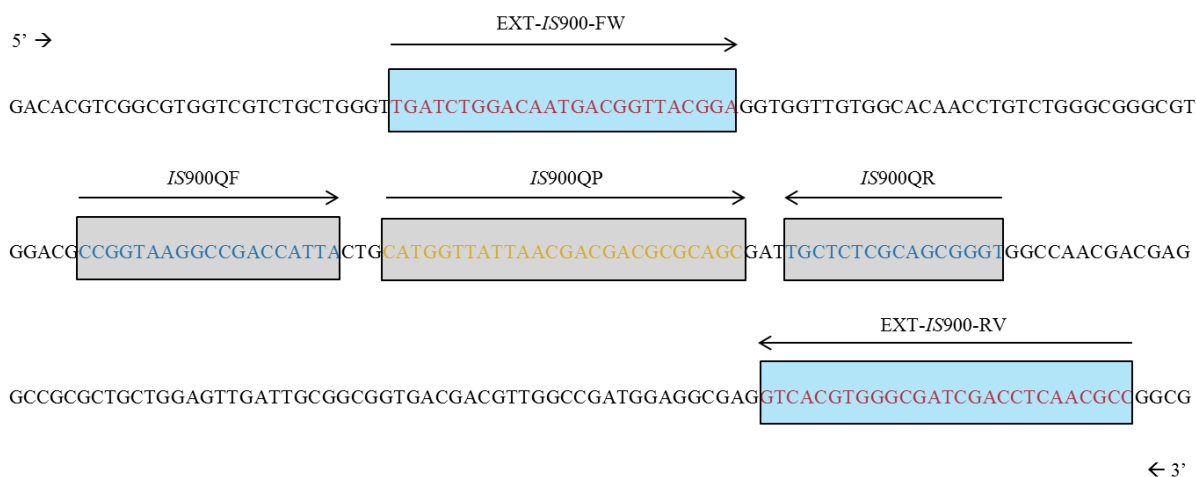 EXT-IS900-FW
5’ →
GACACGTCGGCGTGGTCGTCTGCTGGGTTGATCTGGACAATGACGGTTACGGAGGTGGTTGTGGCACAACCTGTCTGGGCGGGCGT
IS900QF IS900QP IS900QR
GGACGCCGGTAAGGCCGACCATTACTGCATGGTTATTAACGACGACGCGCAGCGATTGCTCTCGCAGCGGGTGGCCAACGACGAG
EXT-IS900-RV
GCCGCGCTGCTGGAGTTGATTGCGGCGGTGACGACGTTGGCCGATGGAGGCGAGGTCACGTGGGCGATCGACCTCAACGCCGGCG
← 3’